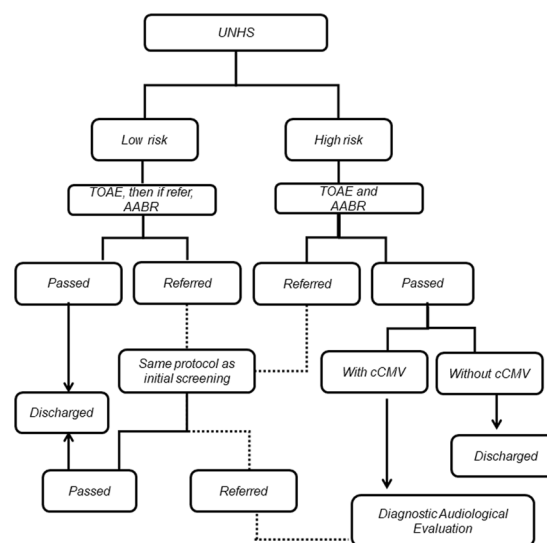 UNHS
Low risk
High risk
TOAE, then if refer,
AABR
TOAE and
AABR
Passed
Referred
Referred
Passed
Same protocol as
initial screening
With cCMV
Without cCMV
Discharged
Discharged
Passed
Referred
Diagnostic Audiological
Evaluation